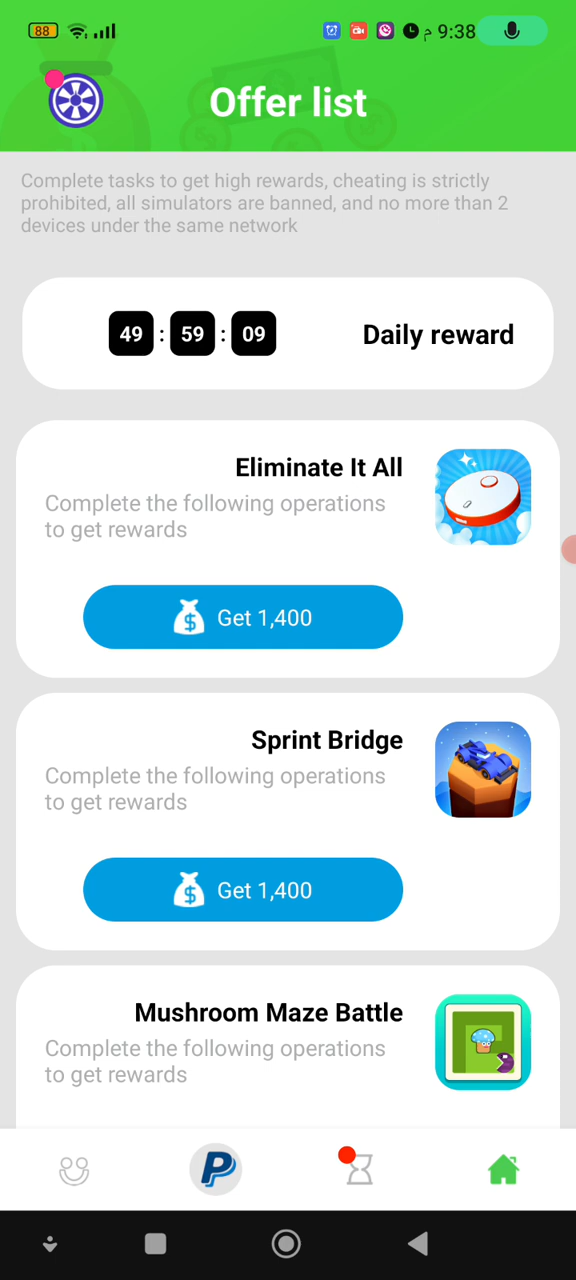 88
م 9:38
Offer list
Complete tasks to get high rewards, cheating is strictly
prohibited, all simulators are banned, and no more than 2
devices under the same network
49 : 59 : 09
Daily reward
Eliminate It All
Complete the following operations
to get rewards
$ Get 1,400
Sprint Bridge
Complete the following operations
to get rewards
$ Get 1,400
Mushroom Maze Battle
Complete the following operations
to get rewards